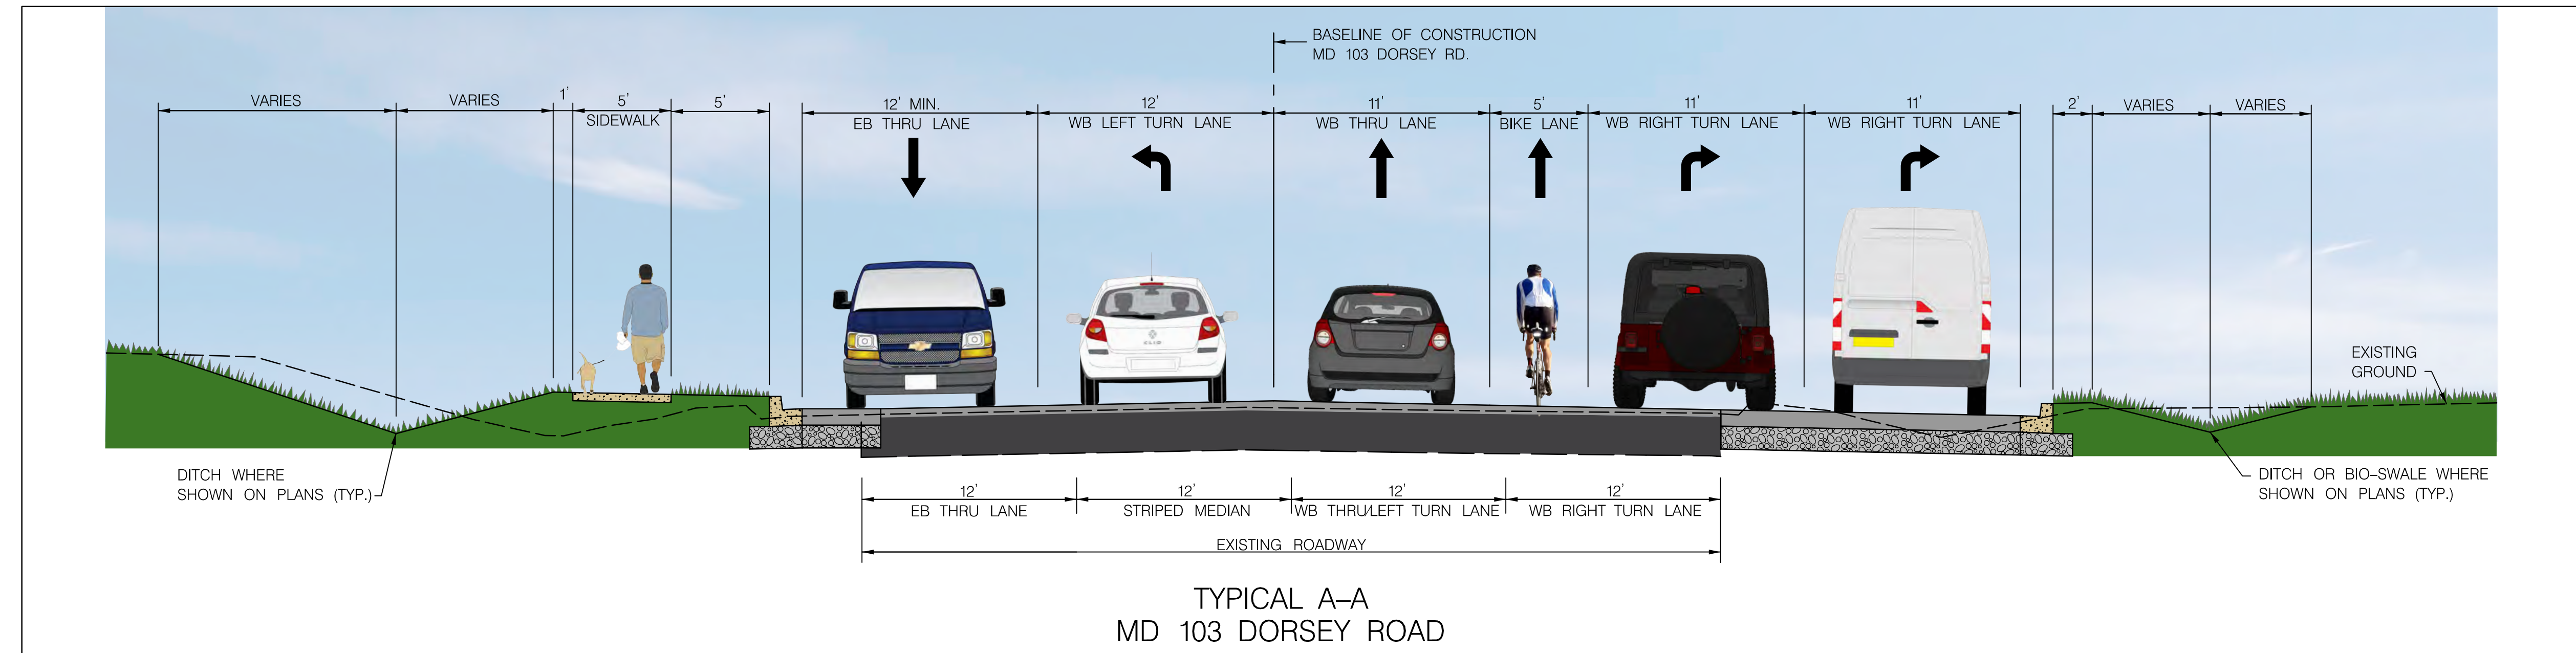 BASELINE OF CONSTRUCTION
MD 103 DORSEY RD.
VARIES
VARIES
1'
5'
SIDEWALK
5'
12' MIN.
EB THRU LANE
12'
WB LEFT TURN LANE
11'
WB THRU LANE
5'
BIKE LANE
11'
WB RIGHT TURN LANE
11'
WB RIGHT TURN LANE
2'
VARIES
VARIES
EXISTING
GROUND
DITCH WHERE
SHOWN ON PLANS (TYP.)
DITCH OR BIO-SWALE WHERE
SHOWN ON PLANS (TYP.)
12'
EB THRU LANE
12'
STRIPED MEDIAN
12'
WB THRU/LEFT TURN LANE
12'
WB RIGHT TURN LANE
EXISTING ROADWAY
TYPICAL A-A
MD 103 DORSEY ROAD